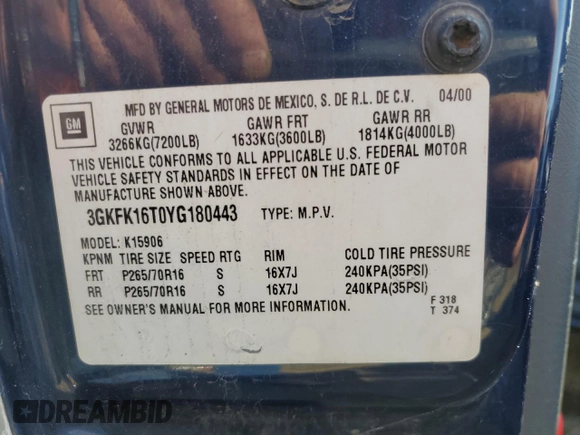 MFD BY GENERAL MOTORS DE MEXICO, S. DE R.L. DE C.V. 04/00
GM
GVWR GAWR FRT GAWR RR
3266KG(7200LB) 1633KG(3600LB) 1814KG(4000LB)
THIS VEHICLE CONFORMS TO ALL APPLICABLE U.S. FEDERAL MOTOR
VEHICLE SAFETY STANDARDS IN EFFECT ON THE DATE OF
MANUFACTURE SHOWN ABOVE.
3GKFK16T0YG180443 TYPE: M.P.V.
MODEL: K15906
KPNM TIRE SIZE SPEED RTG RIM COLD TIRE PRESSURE
FRT P265/70R16 S 16X7J 240KPA(35PSI)
RR P265/70R16 S 16X7J 240KPA(35PSI)
SEE OWNER'S MANUAL FOR MORE INFORMATION.
F 318
T 374
DREAMBID